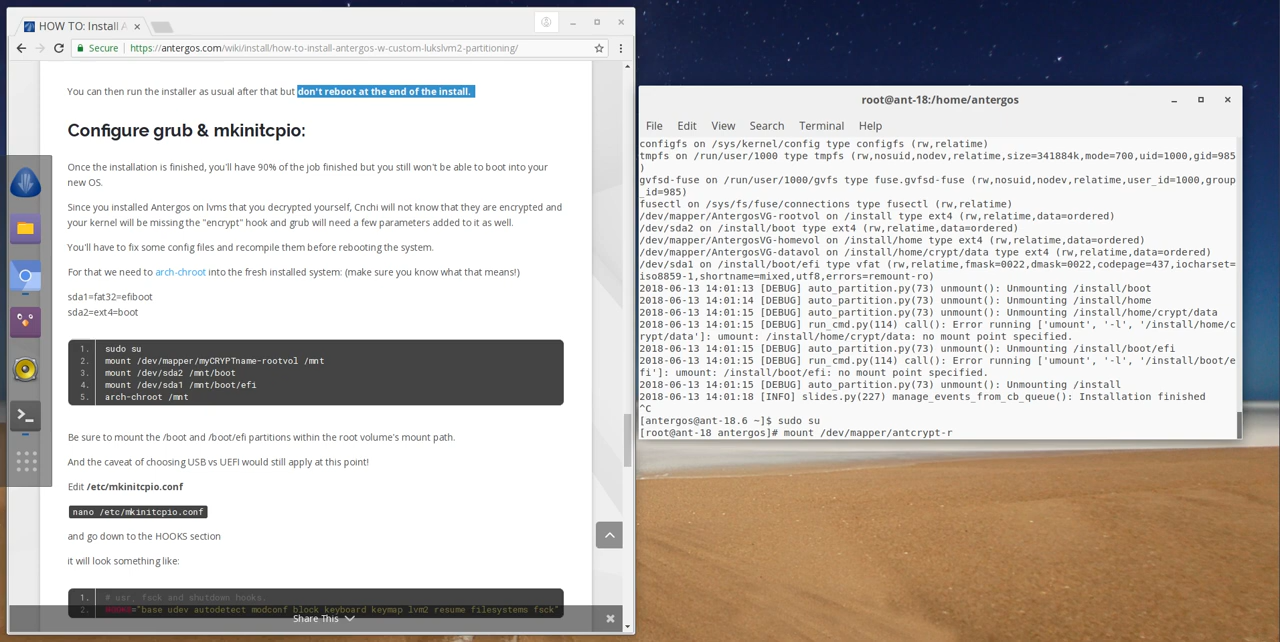 HOW TO: Install A
Secure
https://antergos.com/wiki/install/how-to-install-antergos-w-custom-lukslvm2-partitioning/
You can then run the installer as usual after that but don't reboot at the end of the install.
Configure grub & mkinitcpio:
Once the installation is finished, you'll have 90% of the job finished but you still won't be able to boot into your
new OS.
Since you installed Antergos on lvms that you decrypted yourself, Cnchi will not know that they are encrypted and
your kernel will be missing the "encrypt" hook and grub will need a few parameters added to it as well.
You'll have to fix some config files and recompile them before rebooting the system.
For that we need to arch-chroot into the fresh installed system: (make sure you know what that means!)
sda1=fat32=efiboot
sda2=ext4=boot
1. sudo su
2. mount /dev/mapper/myCRYPTname-rootvol /mnt
3. mount /dev/sda2 /mnt/boot
4. mount /dev/sda1 /mnt/boot/efi
5. arch-chroot /mnt
Be sure to mount the /boot and /boot/efi partitions within the root volume's mount path.
And the caveat of choosing USB vs UEFI would still apply at this point!
Edit /etc/mkinitcpio.conf
nano /etc/mkinitcpio.conf
and go down to the HOOKS section
it will look something like:
1. # usr, fsck and shutdown hooks.
2. HOOKS="base udev autodetect modconf block keyboard keymap lvm2 resume filesystems fsck"
Share This
root@ant-18:/home/antergos
File Edit View Search Terminal Help
configfs on /sys/kernel/config type configfs (rw,relatime)
tmpfs on /run/user/1000 type tmpfs (rw,nosuid,nodev,relatime,size=341884k,mode=700,uid=1000,gid=985
)
gvfsd-fuse on /run/user/1000/gvfs type fuse.gvfsd-fuse (rw,nosuid,nodev,relatime,user_id=1000,group
_id=985)
fusectl on /sys/fs/fuse/connections type fusectl (rw,relatime)
/dev/mapper/AntergosVG-rootvol on /install type ext4 (rw,relatime,data=ordered)
/dev/sda2 on /install/boot type ext4 (rw,relatime,data=ordered)
/dev/mapper/AntergosVG-homevol on /install/home type ext4 (rw,relatime,data=ordered)
/dev/mapper/AntergosVG-datavol on /install/home/crypt/data type ext4 (rw,relatime,data=ordered)
/dev/sda1 on /install/boot/efi type vfat (rw,relatime,fmask=0022,dmask=0022,codepage=437,iocharset=
iso8859-1,shortname=mixed,utf8,errors=remount-ro)
2018-06-13 14:01:13 [DEBUG] auto_partition.py(73) unmount(): Unmounting /install/boot
2018-06-13 14:01:14 [DEBUG] auto_partition.py(73) unmount(): Unmounting /install/home
2018-06-13 14:01:15 [DEBUG] auto_partition.py(73) unmount(): Unmounting /install/home/crypt/data
2018-06-13 14:01:15 [DEBUG] run_cmd.py(114) call(): Error running ['umount', '-l', '/install/home/c
rypt/data']: umount: /install/home/crypt/data: no mount point specified.
2018-06-13 14:01:15 [DEBUG] auto_partition.py(73) unmount(): Unmounting /install/boot/efi
2018-06-13 14:01:15 [DEBUG] run_cmd.py(114) call(): Error running ['umount', '-l', '/install/boot/e
fi']: umount: /install/boot/efi: no mount point specified.
2018-06-13 14:01:15 [DEBUG] auto_partition.py(73) unmount(): Unmounting /install
2018-06-13 14:01:18 [INFO] slides.py(227) manage_events_from_cb_queue(): Installation finished
^C
[antergos@ant-18.6 ~]$ sudo su
[root@ant-18 antergos]# mount /dev/mapper/antcrypt-r